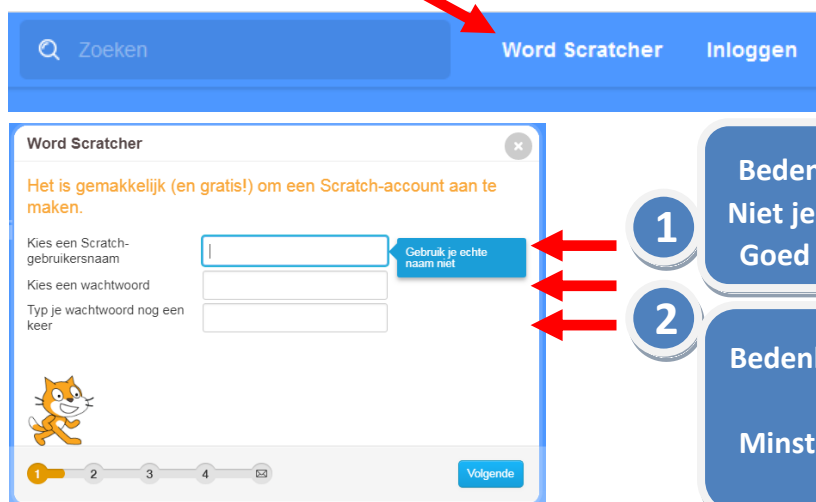 Zoeken
Word Scratcher Inloggen
Word Scratcher
Het is gemakkelijk (en gratis!) om een Scratch-account aan te
maken.
Kies een Scratch-
gebruikersnaam
Gebruik je echte
naam niet
Kies een wachtwoord
Typ je wachtwoord nog een
keer
1 2 3 4
Volgende
1
Niet je
Goed
2